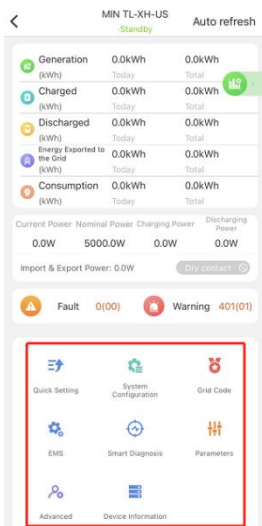 MIN TL-XH-US
-Standby
Auto refresh
Generation 0.0kWh 0.0kWh
(kWh) Today Total
Charged 0.0kWh 0.0kWh
(kWh) Today Total
Discharged 0.0kWh 0.0kWh
(kWh) Today Total
Energy Exported to
the Grid 0.0kWh 0.0kWh
(kWh) Today Total
Consumption 0.0kWh 0.0kWh
(kWh) Today Total
Current Power Nominal Power Charging Power Discharging
Power
0.0W 5000.0W 0.0W 0.0W
Import & Export Power: 0.0W Dry contact
Fault 0(00) Warning 401(01)
Quick Setting System
Configuration Grid Code
EMS Smart Diagnosis Parameters
Advanced Device Information